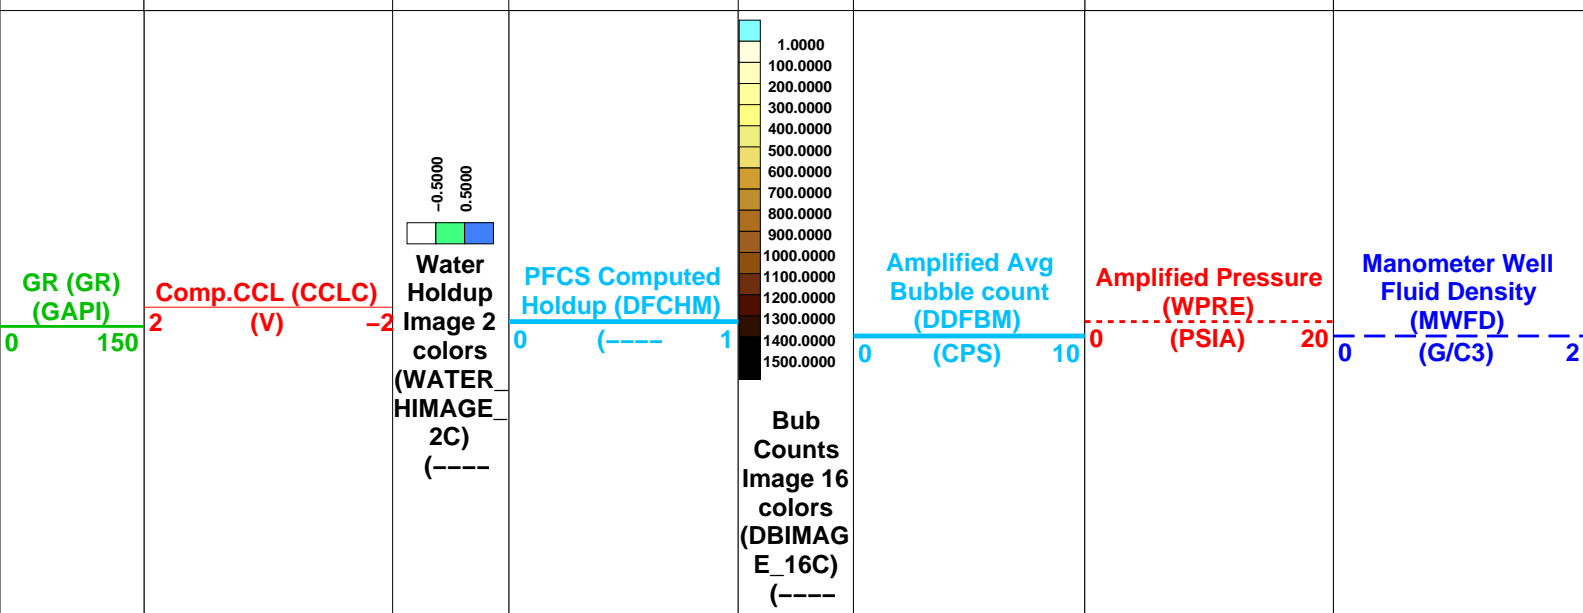 GR (GR)
(GAPI)
0 150
Comp.CCL (CCLC)
2 (V) −2
−0.5000
0.5000
Water
Holdup
Image 2
colors
(WATER_
HIMAGE_
2C)
(−−−−
PFCS Computed
Holdup (DFCHM)
0 (−−−− 1
1.0000
100.0000
200.0000
300.0000
400.0000
500.0000
600.0000
700.0000
800.0000
900.0000
1000.0000
1100.0000
1200.0000
1300.0000
1400.0000
1500.0000
Bub
Counts
Image 16
colors
(DBIMAG
E_16C)
(−−−−
Amplified Avg
Bubble count
(DDFBM)
0 (CPS) 10
Amplified Pressure
(WPRE)
0 (PSIA) 20
Manometer Well
Fluid Density
(MWFD)
0 (G/C3) 2